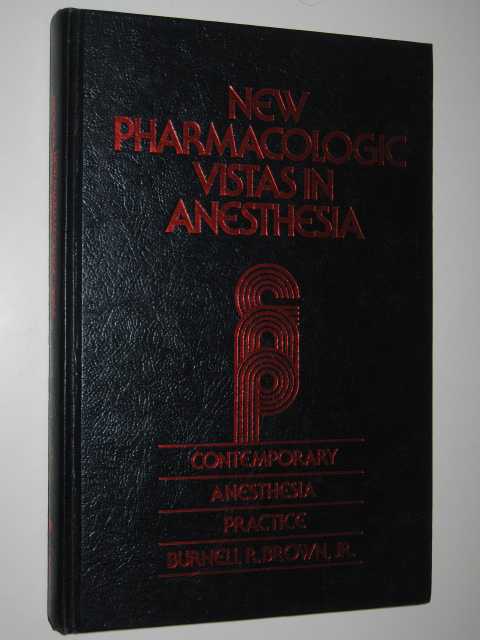 NEW
PHARMACOLOGIC
VISTAS IN
ANESTHESIA
CONTEMPORARY
ANESTHESIA
PRACTICE
BURNELL R. BROWN, JR.